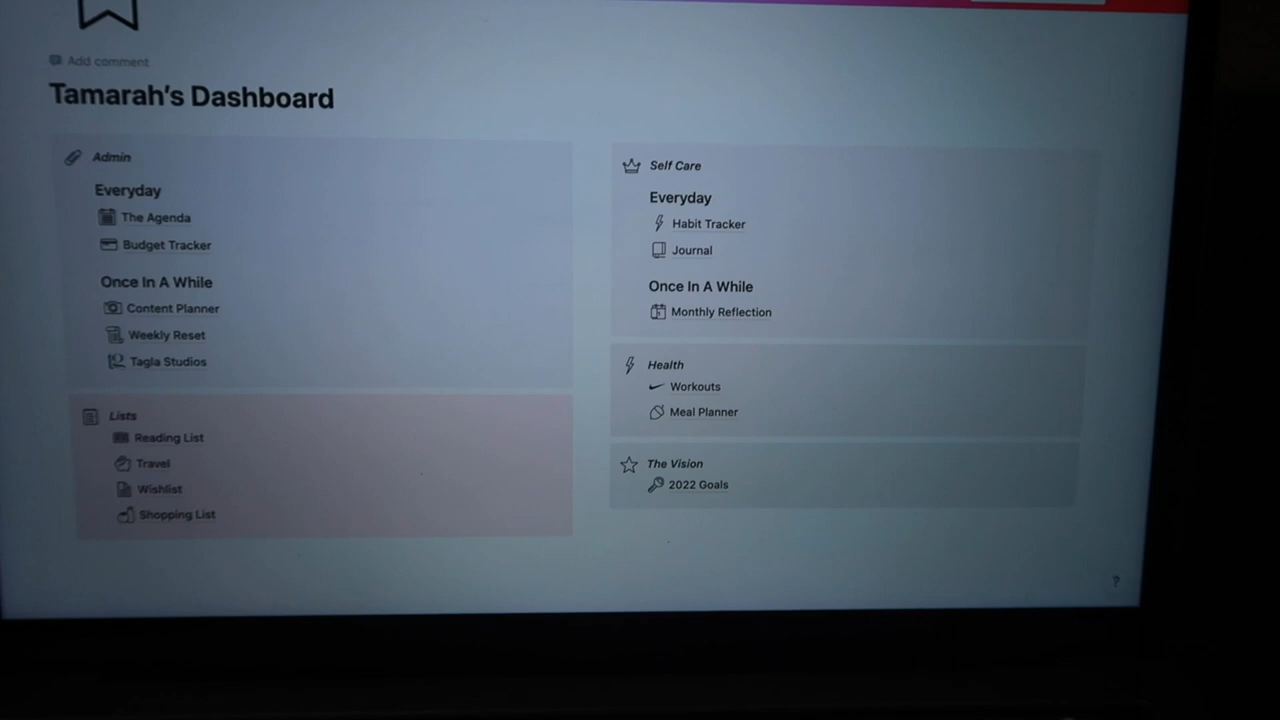 Add comment
Tamarah's Dashboard
Admin
Everyday
The Agenda
Budget Tracker
Once In A While
Content Planner
Weekly Reset
Tagla Studios
Lists
Reading List
Travel
Wishlist
Shopping List
Self Care
Everyday
Habit Tracker
Journal
Once In A While
Monthly Reflection
Health
Workouts
Meal Planner
The Vision
2022 Goals
?